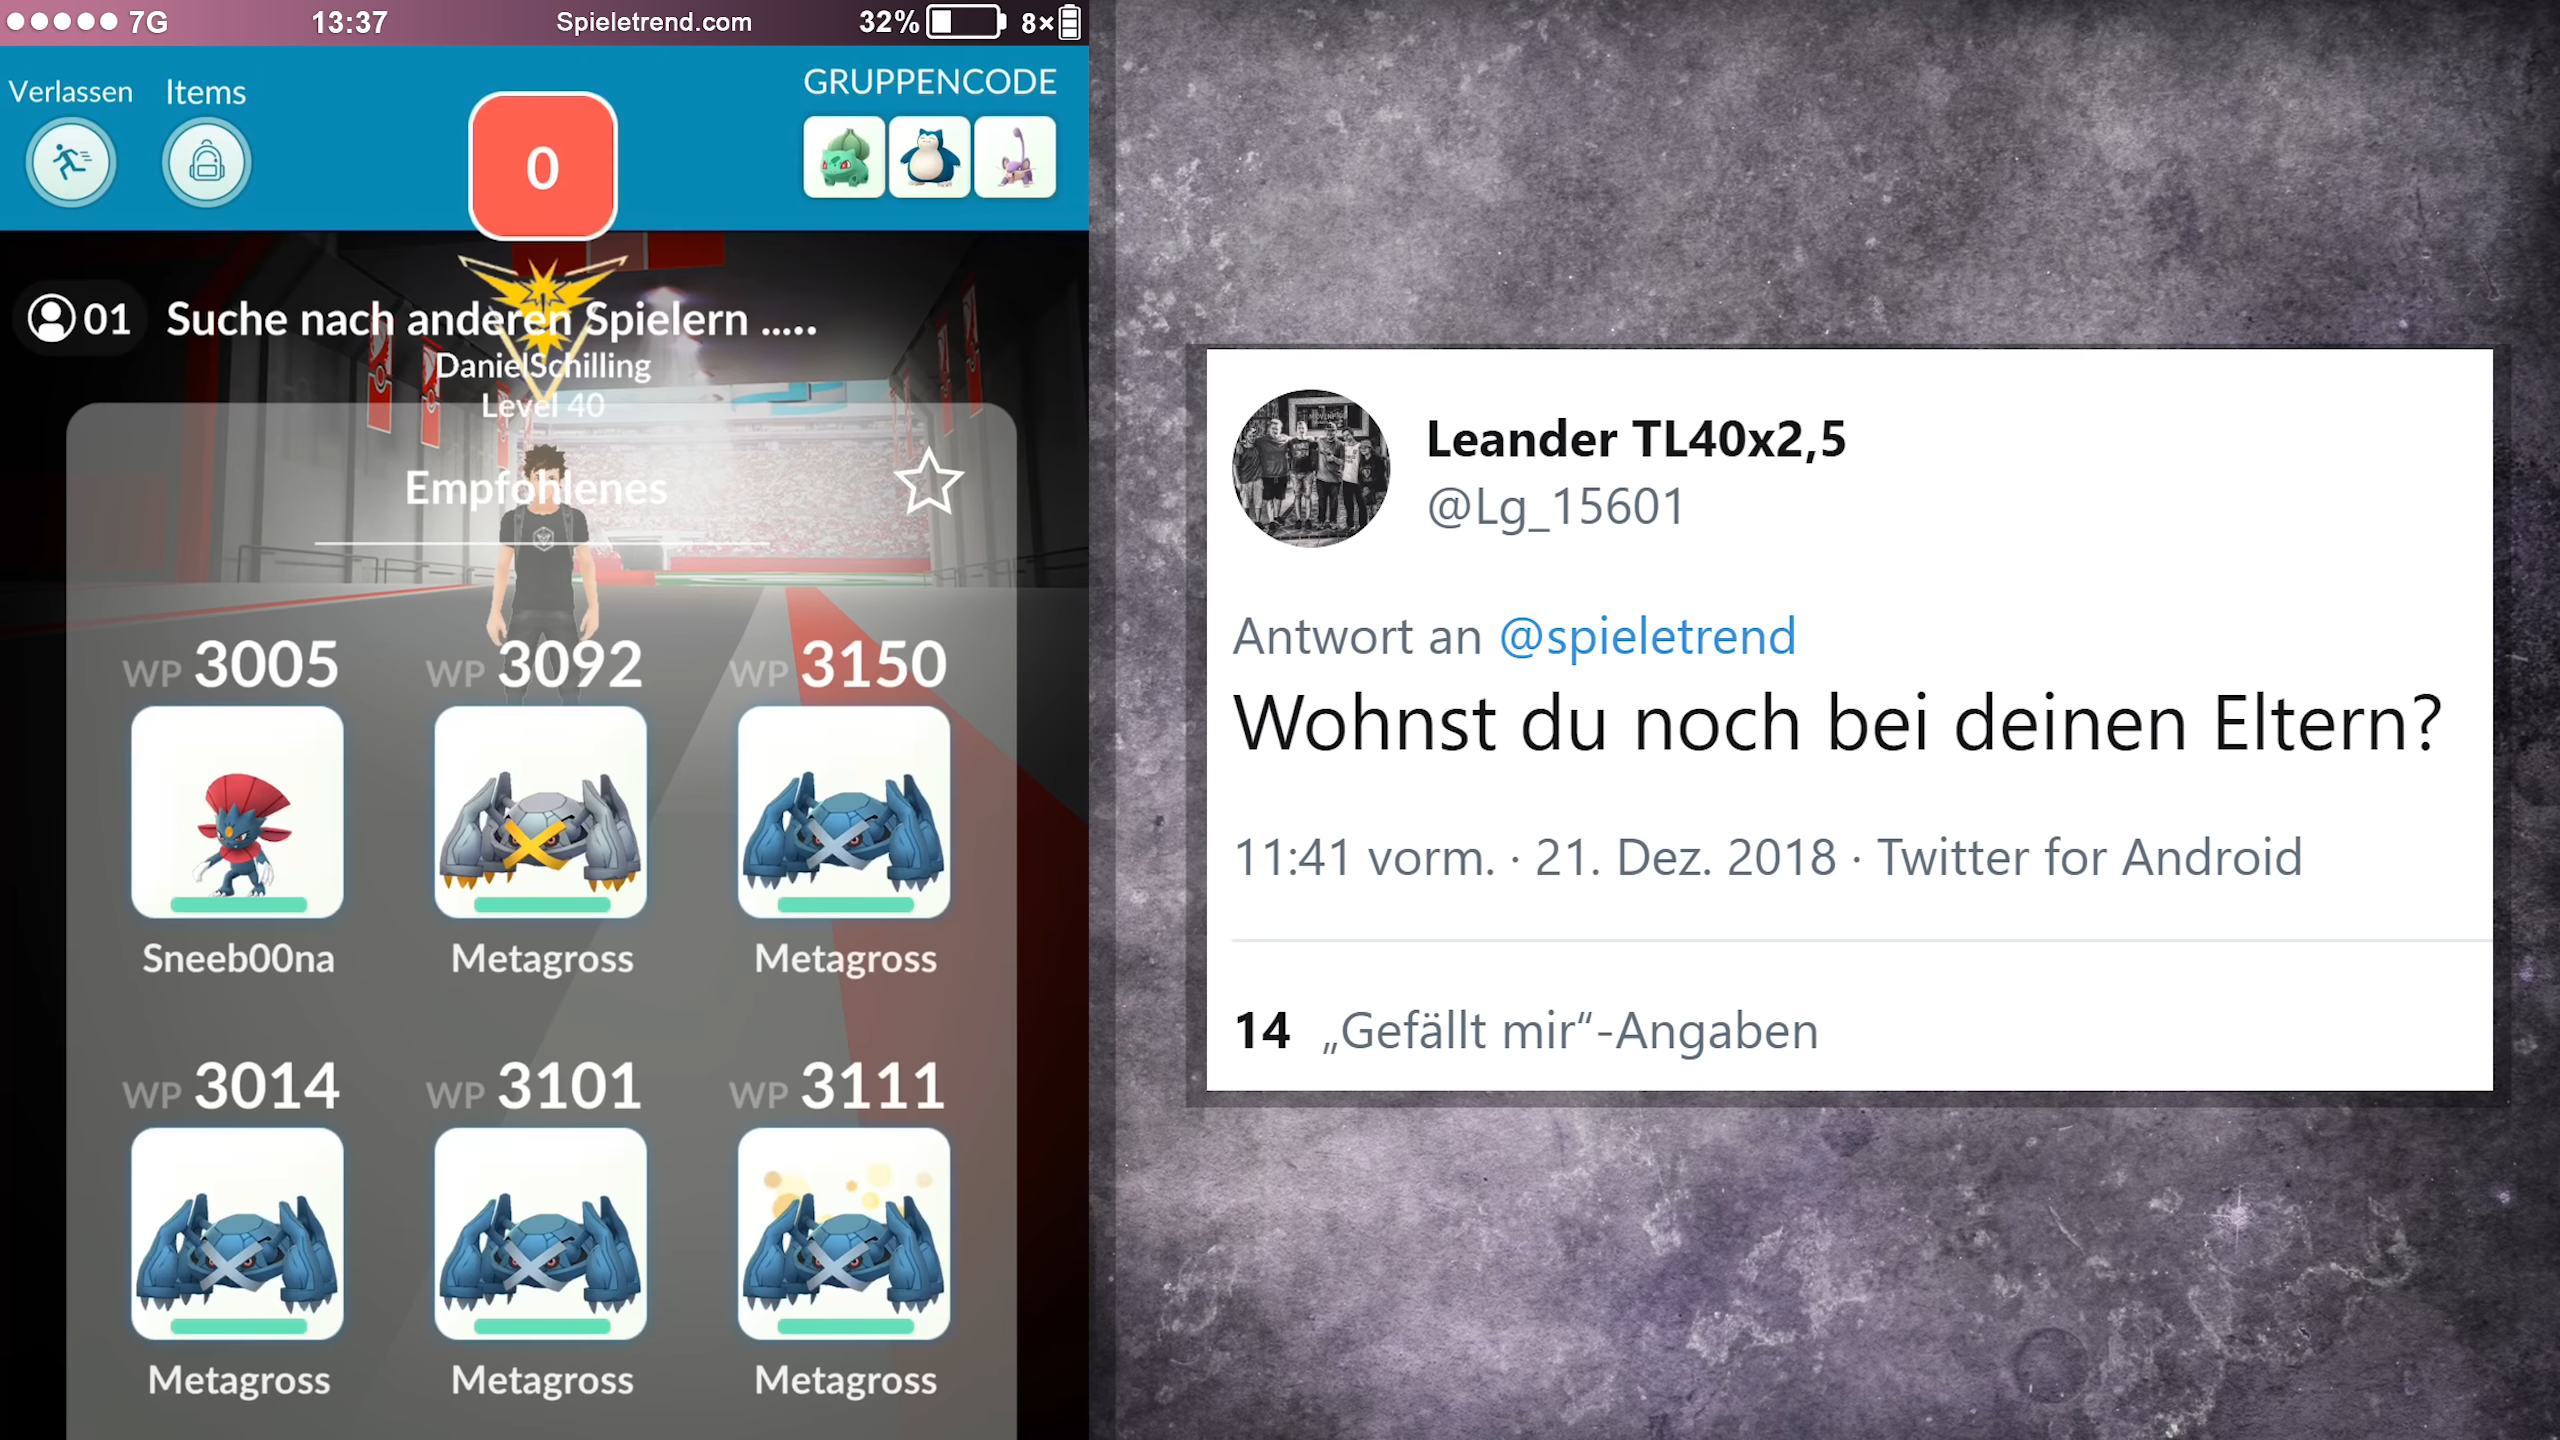 7G 13:37 Spieletrend.com 32% 8×
Verlassen Items
GRUPPENCODE
0
01 Suche nach anderen Spielern .....
DanielSchilling
Level 40
Empfohlenes
WP 3005 WP 3092 WP 3150
Sneeb00na Metagross Metagross
WP 3014 WP 3101 WP 3111
Metagross Metagross Metagross
Leander TL40x2,5
@Lg_15601
Antwort an @spieletrend
Wohnst du noch bei deinen Eltern?
11:41 vorm. · 21. Dez. 2018 · Twitter for Android
14 „Gefällt mir“-Angaben